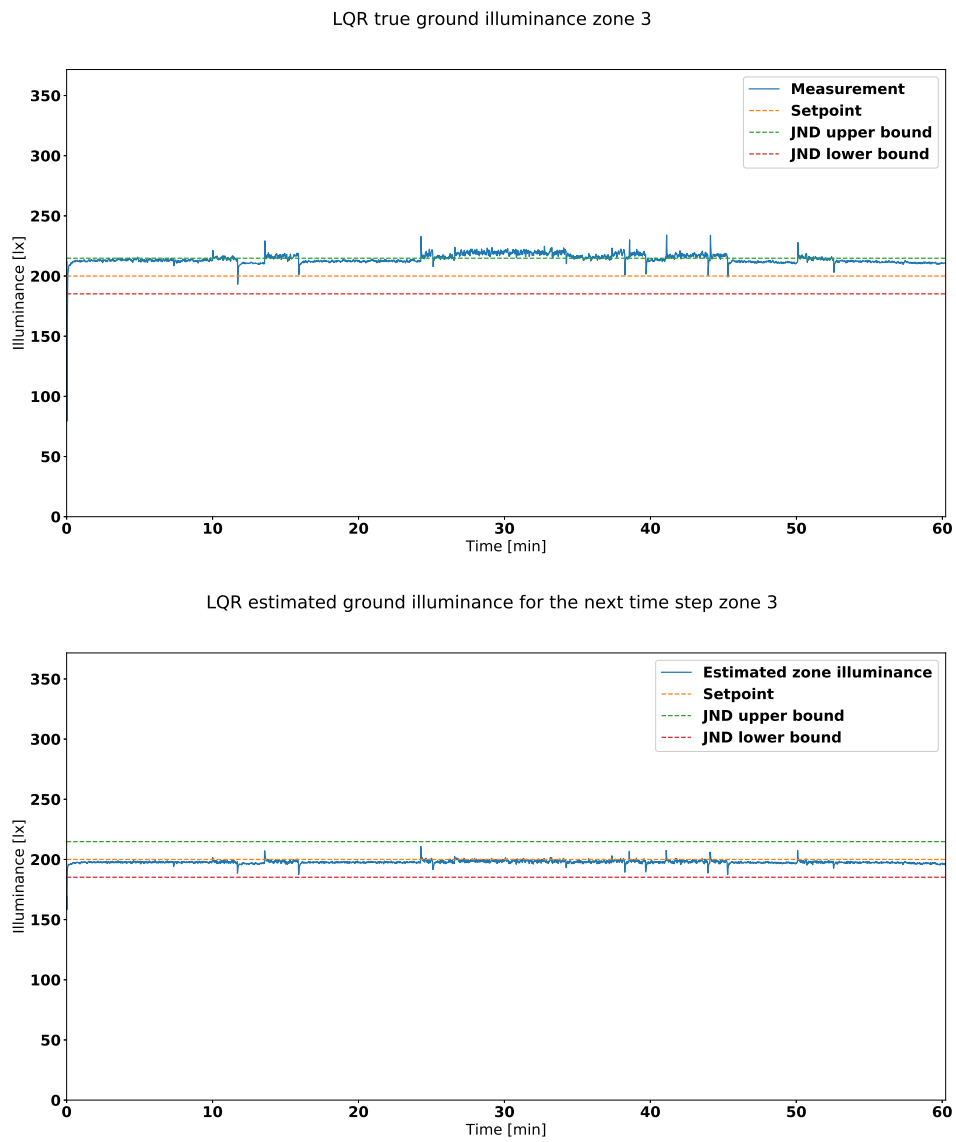 LQR true ground illuminance zone 3
Measurement
Setpoint
JND upper bound
JND lower bound
350
300
250
200
150
100
50
0
Illuminance [lx]
0 10 20 30 40 50 60
Time [min]
LQR estimated ground illuminance for the next time step zone 3
Estimated zone illuminance
Setpoint
JND upper bound
JND lower bound
350
300
250
200
150
100
50
0
Illuminance [lx]
0 10 20 30 40 50 60
Time [min]